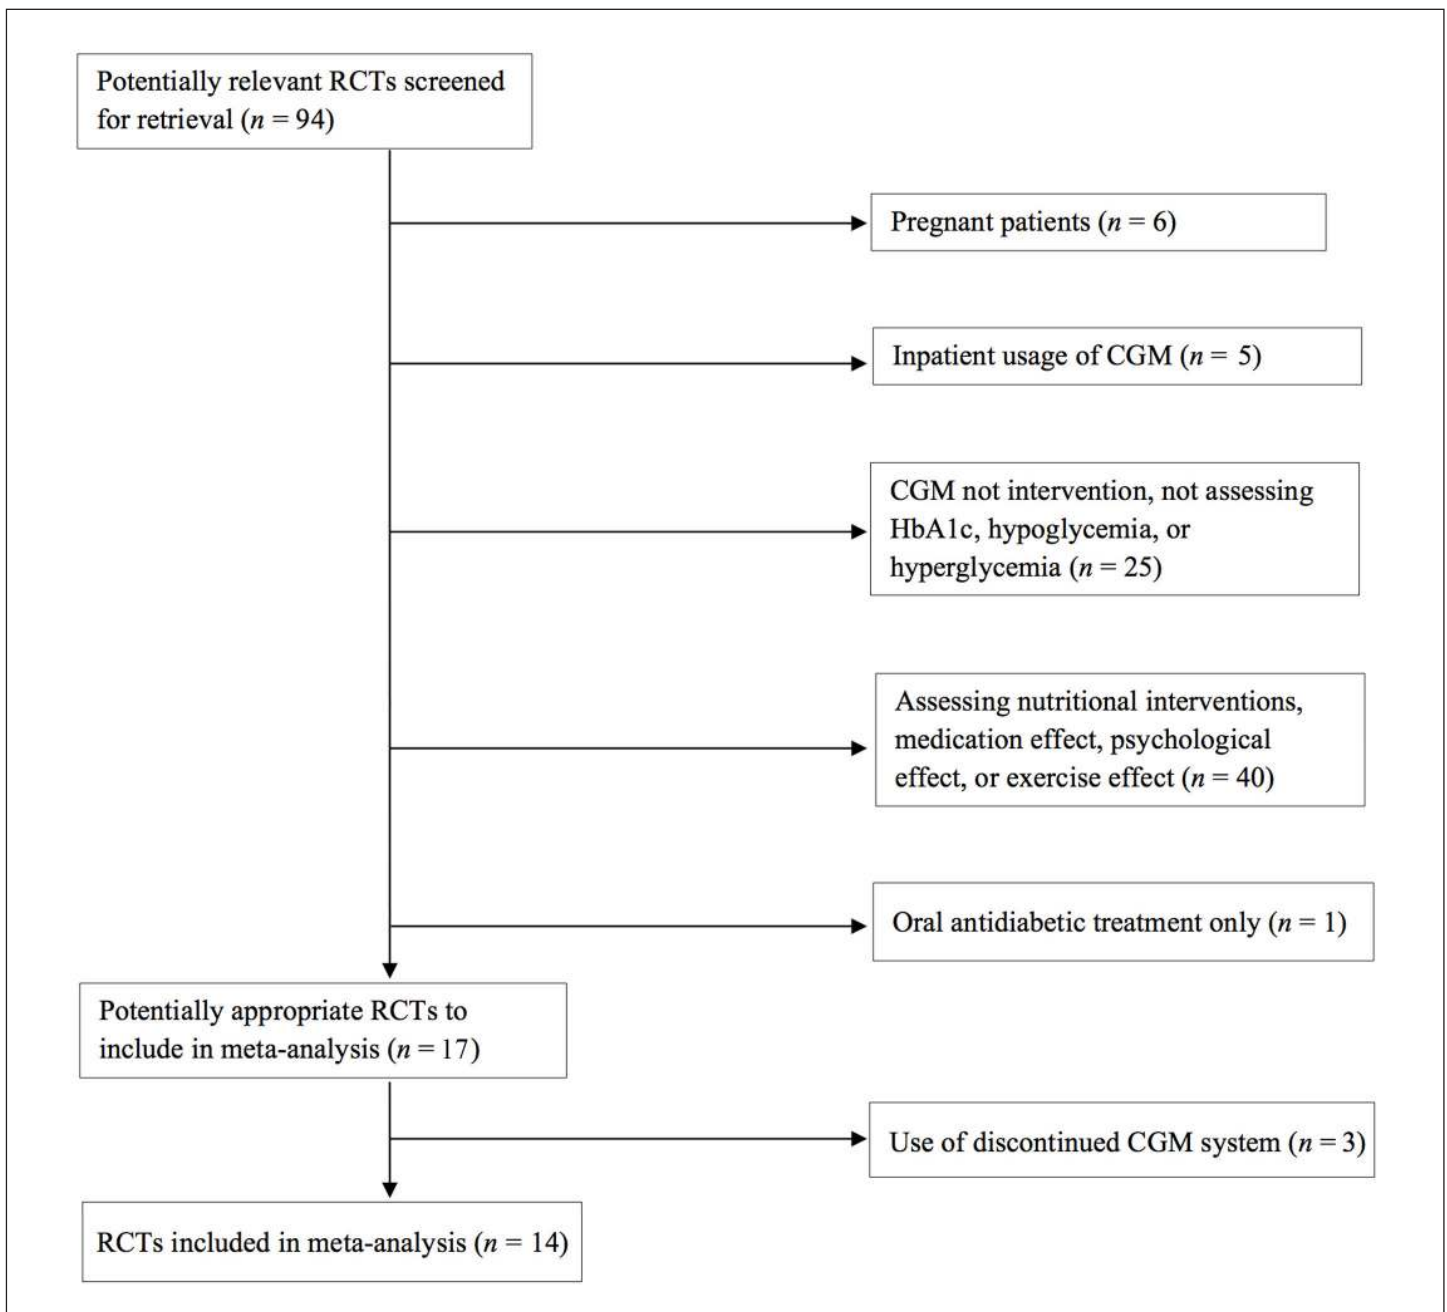 Potentially relevant RCTs screened
for retrieval (n = 94)
Pregnant patients (n = 6)
Inpatient usage of CGM (n = 5)
CGM not intervention, not assessing
HbA1c, hypoglycemia, or
hyperglycemia (n = 25)
Assessing nutritional interventions,
medication effect, psychological
effect, or exercise effect (n = 40)
Oral antidiabetic treatment only (n = 1)
Potentially appropriate RCTs to
include in meta-analysis (n = 17)
Use of discontinued CGM system (n = 3)
RCTs included in meta-analysis (n = 14)